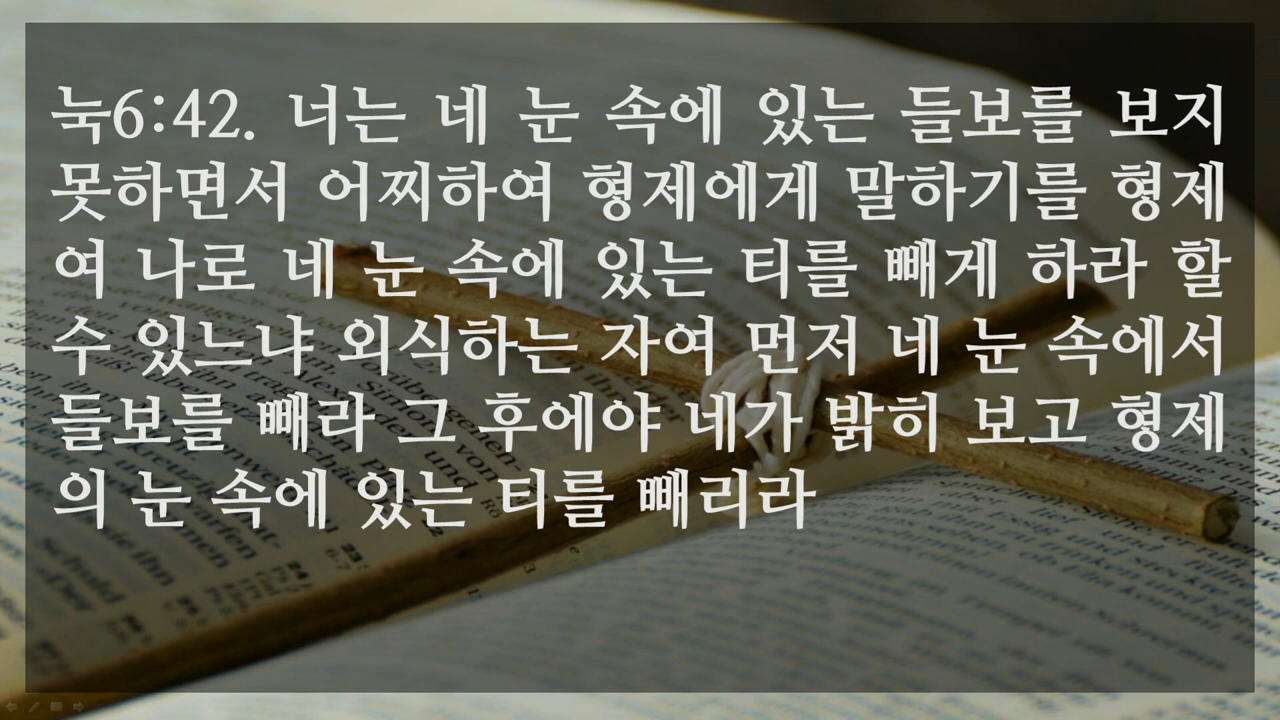 눅6:42. 너는 네 눈 속에 있는 들보를 보지
못하면서 어찌하여 형제에게 말하기를 형제
여 나로 네 눈 속에 있는 티를 빼게 하라 할
수 있느냐 외식하는 자여 먼저 네 눈 속에서
들보를 빼라 그 후에야 네가 밝히 보고 형제
의 눈 속에 있는 티를 빼리라